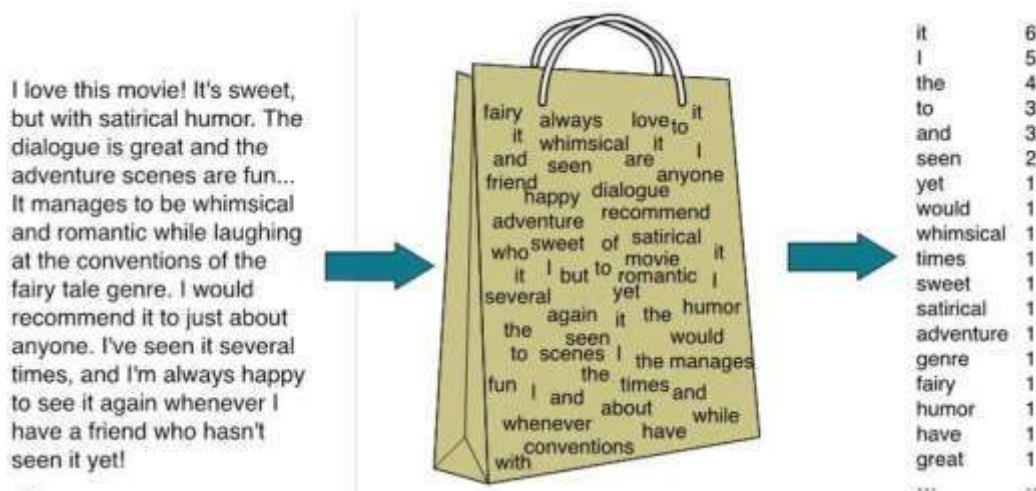 I love this movie! It's sweet,
but with satirical humor. The
dialogue is great and the
adventure scenes are fun...
It manages to be whimsical
and romantic while laughing
at the conventions of the
fairy tale genre. I would
recommend it to just about
anyone. I've seen it several
times, and I'm always happy
to see it again whenever I
have a friend who hasn't
seen it yet!
fairy always love to it
it whimsical it I
and seen are anyone
friend happy dialogue
adventure recommend
who sweet of satirical
it I but to romantic movie it I
several yet
again it the humor
the seen would
to scenes I the manages
fun I and the times and
whenever about while
have
conventions
with
it 6
I 5
the 4
to 3
and 3
seen 2
yet 1
would 1
whimsical 1
times 1
sweet 1
satirical 1
adventure 1
genre 1
fairy 1
humor 1
have 1
great 1